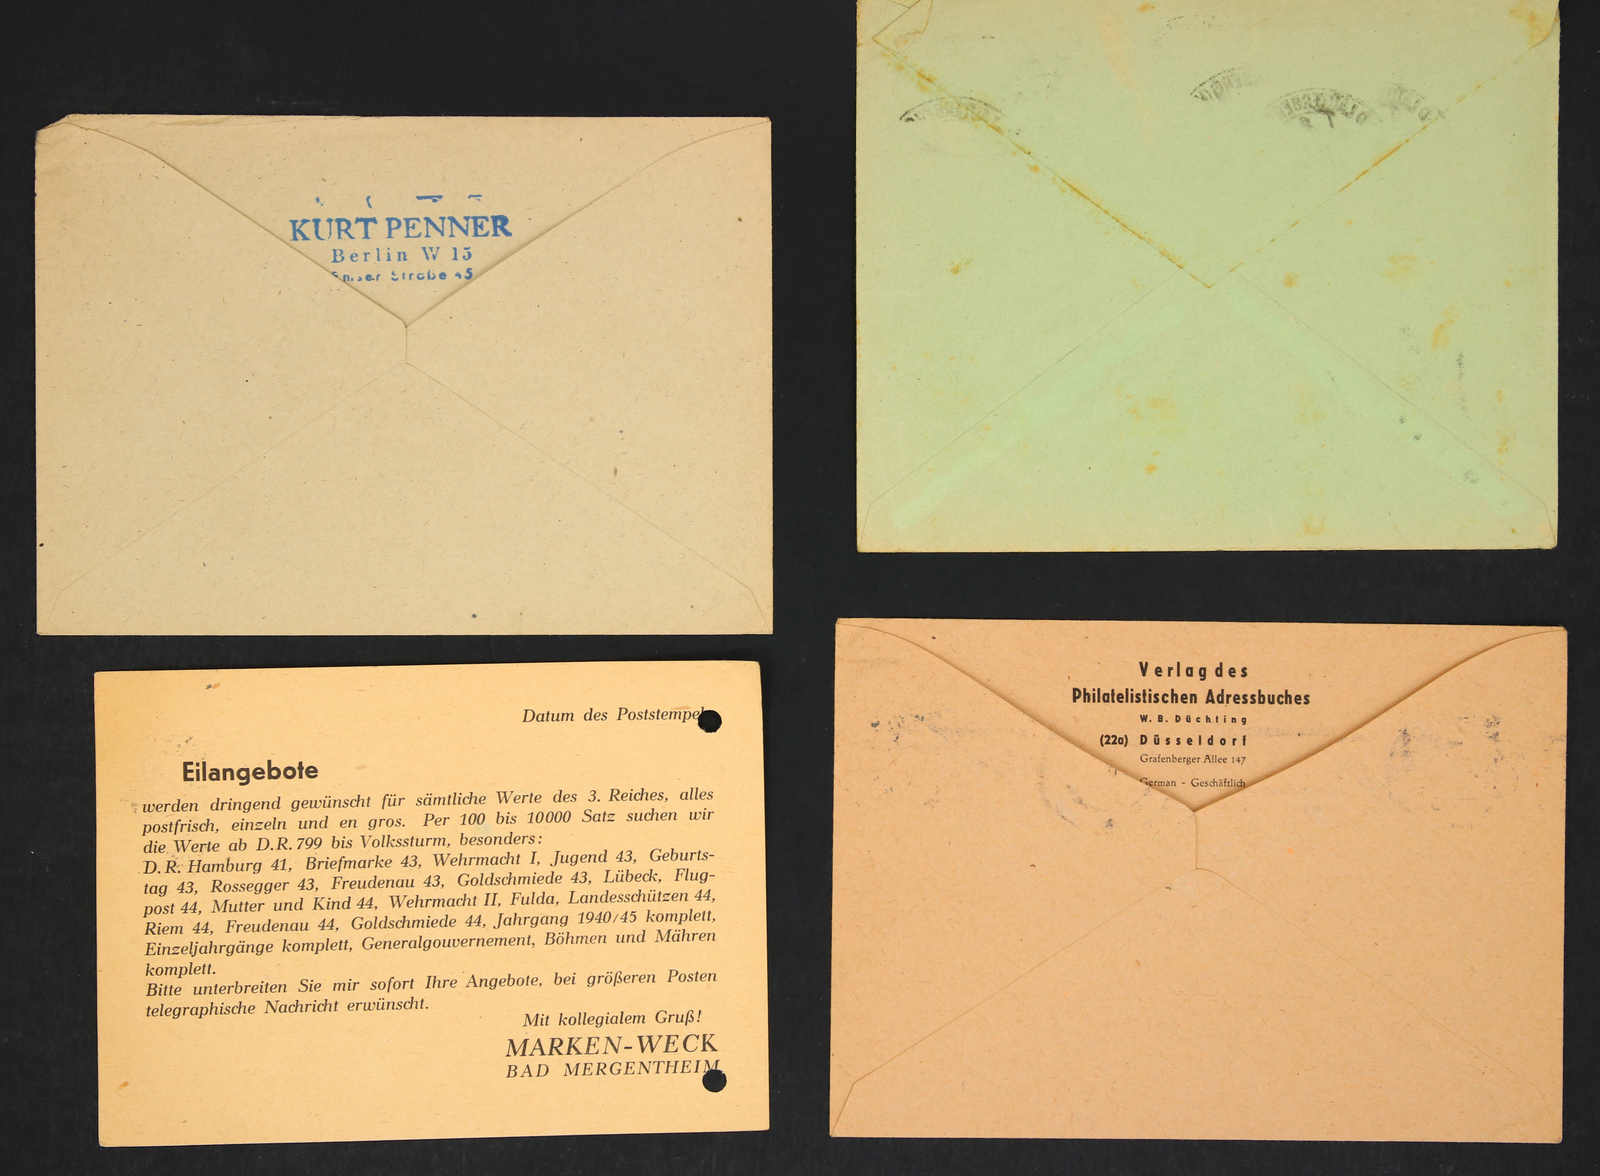 KURT PENNER
Berlin W 15
Straße 45
Verlag des
Philatelistischen Adressbuches
W. B. Düchting
(22a) Düsseldorf
Grafenberger Allee 147
German - Geschäftlich
Datum des Poststempels
Eilangebote
werden dringend gewünscht für sämtliche Werte des 3. Reiches, alles
postfrisch, einzeln und en gros. Per 100 bis 10000 Satz suchen wir
die Werte ab D.R. 799 bis Volkssturm, besonders:
D.R. Hamburg 41, Briefmarke 43, Wehrmacht I, Jugend 43, Geburts-
tag 43, Rossegger 43, Freudenau 43, Goldschmiede 43, Lübeck, Flug-
post 44, Mutter und Kind 44, Wehrmacht II, Fulda, Landesschützen 44,
Riem 44, Freudenau 44, Goldschmiede 44, Jahrgang 1940/45 komplett,
Einzeljahrgänge komplett, Generalgouvernement, Böhmen und Mähren
komplett.
Bitte unterbreiten Sie mir sofort Ihre Angebote, bei größeren Posten
telegraphische Nachricht erwünscht.
Mit kollegialem Gruß!
MARKEN-WECK
BAD MERGENTHEIM